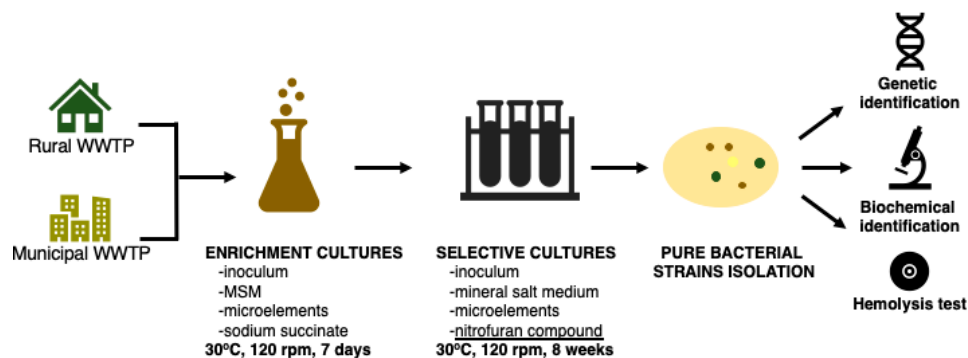 Rural WWTP
Municipal WWTP
ENRICHMENT CULTURES
-inoculum
-MSM
-microelements
-sodium succinate
30ºC, 120 rpm, 7 days
SELECTIVE CULTURES
-inoculum
-mineral salt medium
-microelements
-nitrofuran compound
30ºC, 120 rpm, 8 weeks
PURE BACTERIAL
STRAINS ISOLATION
Genetic
identification
Biochemical
identification
Hemolysis test